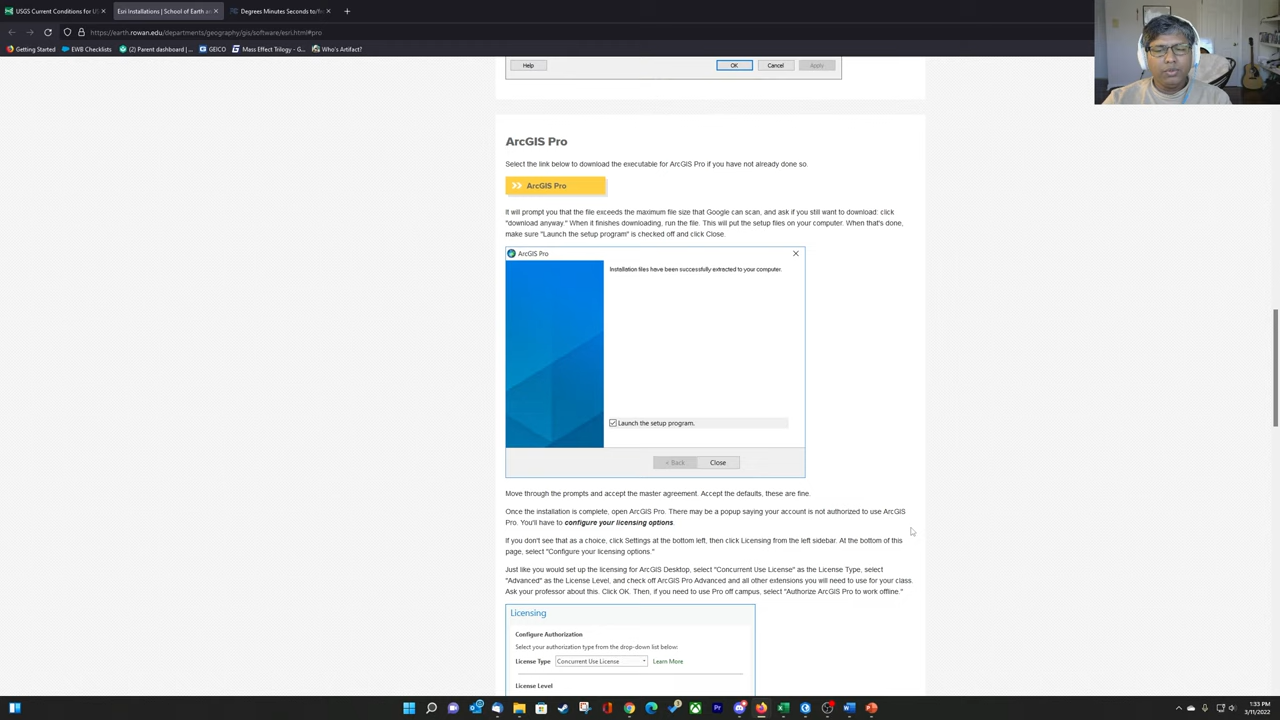 USGS Current Conditions for US
Esri Installations | School of Earth an
Degrees Minutes Seconds to/fr
https://earth.rowan.edu/departments/geography/gis/software/esri.html#pro
Getting Started
EWB Checklists
(2) Parent dashboard | ...
GEICO
Mass Effect Trilogy - G...
Who's Artifact?
Help
OK
Cancel
Apply
ArcGIS Pro
Select the link below to download the executable for ArcGIS Pro if you have not already done so.
ArcGIS Pro
It will prompt you that the file exceeds the maximum file size that Google can scan, and ask if you still want to download: click
"download anyway." When it finishes downloading, run the file. This will put the setup files on your computer. When that's done,
make sure "Launch the setup program" is checked off and click Close.
ArcGIS Pro
Installation files have been successfully extracted to your computer.
Launch the setup program.
< Back
Close
Move through the prompts and accept the master agreement. Accept the defaults, these are fine.
Once the installation is complete, open ArcGIS Pro. There may be a popup saying your account is not authorized to use ArcGIS
Pro. You'll have to configure your licensing options.
If you don't see that as a choice, click Settings at the bottom left, then click Licensing from the left sidebar. At the bottom of this
page, select "Configure your licensing options."
Just like you would set up the licensing for ArcGIS Desktop, select "Concurrent Use License" as the License Type, select
"Advanced" as the License Level, and check off ArcGIS Pro Advanced and all other extensions you will need to use for your class.
Ask your professor about this. Click OK. Then, if you need to use Pro off campus, select "Authorize ArcGIS Pro to work offline."
Licensing
Configure Authorization
Select your authorization type from the drop-down list below:
License Type
Concurrent Use License
Learn More
License Level
1:33 PM
3/11/2022